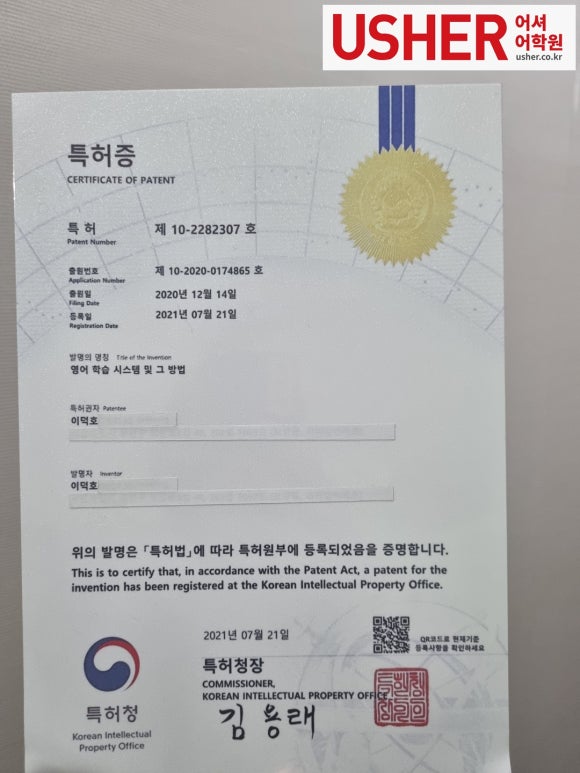 USHER 어셔
어학원
usher.co.kr
특허증
CERTIFICATE OF PATENT
특 허 제 10-2282307 호
Patent Number
출원번호 제 10-2020-0174865 호
Application Number
출원일 2020년 12월 14일
Filing Date
등록일 2021년 07월 21일
Registration Date
발명의 명칭 Title of the Invention
영어 학습 시스템 및 그 방법
특허권자 Patentee
이덕호
발명자 Inventor
이덕호
위의 발명은 「특허법」에 따라 특허원부에 등록되었음을 증명합니다.
This is to certify that, in accordance with the Patent Act, a patent for the
invention has been registered at the Korean Intellectual Property Office.
2021년 07월 21일
QR코드로 현재기준
등록사항을 확인하세요
특허청장
COMMISSIONER,
KOREAN INTELLECTUAL PROPERTY OFFICE
김용래
특허청
Korean Intellectual
Property Office